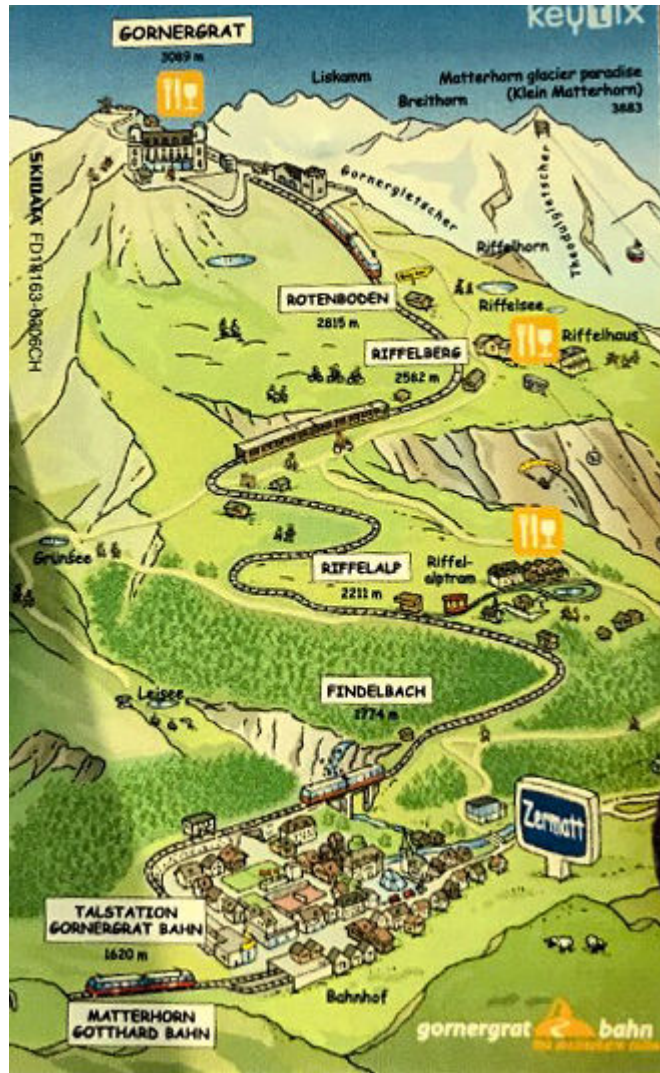 keytix
GORNERGRAT
3089 m
Liskamm
Breithorn
Matterhorn glacier paradise
(Klein Matterhorn)
3883
SKIDATA
Gornergletscher
Theodulgletscher
Riffelhorn
ROTENBODEN
2815 m
Riffelsee
Riffelhaus
RIFFELBERG
2582 m
Grünsee
RIFFELALP
2211 m
Riffel-
alptram
FINDELBACH
1774 m
Leisee
Zermatt
TALSTATION
GORNERGRAT BAHN
1620 m
Bahnhof
MATTERHORN
GOTTHARD BAHN
gornergrat bahn